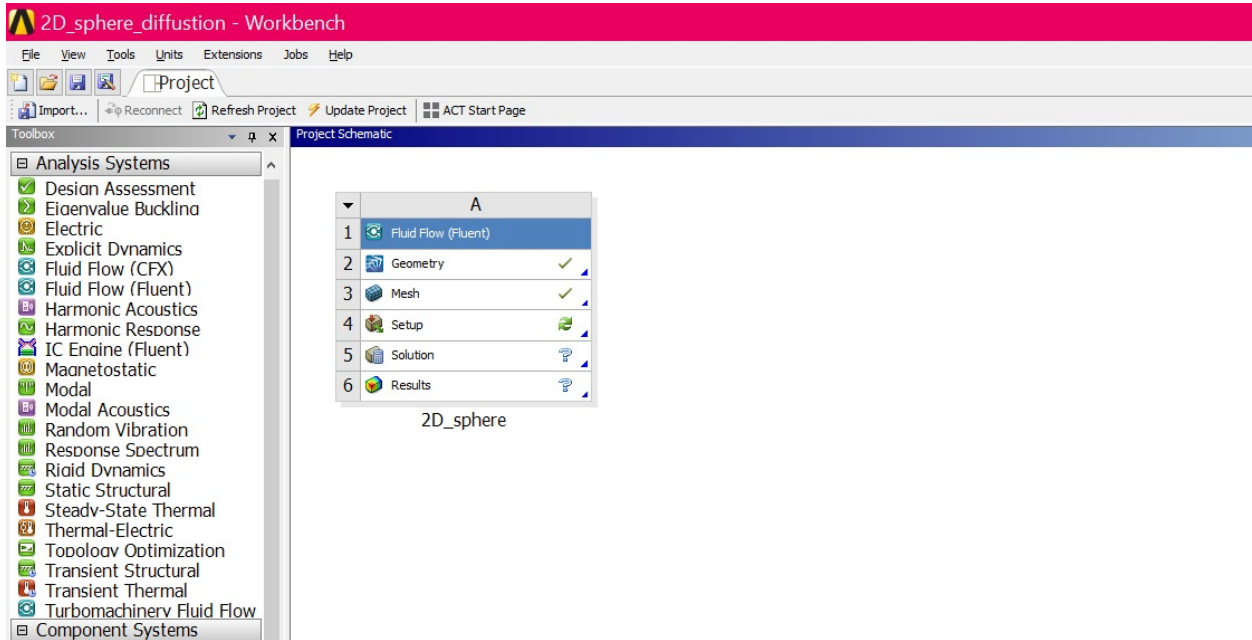 2D_sphere_diffustion - Workbench
File View Tools Units Extensions Jobs Help
Project
Import... Reconnect Refresh Project Update Project ACT Start Page
Toolbox
Project Schematic
Analysis Systems
Design Assessment
Eigenvalue Buckling
Electric
Explicit Dynamics
Fluid Flow (CFX)
Fluid Flow (Fluent)
Harmonic Acoustics
Harmonic Response
IC Engine (Fluent)
Magnetostatic
Modal
Modal Acoustics
Random Vibration
Response Spectrum
Rigid Dynamics
Static Structural
Steady-State Thermal
Thermal-Electric
Topology Optimization
Transient Structural
Transient Thermal
Turbomachinery Fluid Flow
Component Systems
A
1 Fluid Flow (Fluent)
2 Geometry
3 Mesh
4 Setup
5 Solution
6 Results
2D_sphere